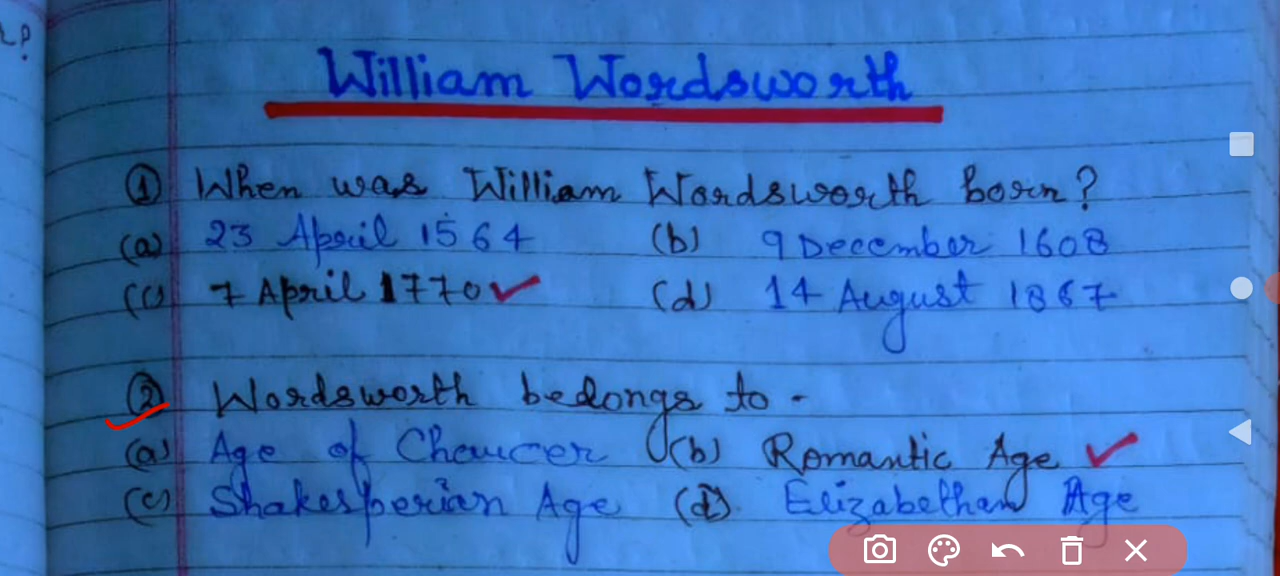 r?
William Wordsworth
① When was William Wordsworth born?
(a) 23 April 1564 (b) 9 December 1608
(c) 7 April 1770 ✓ (d) 14 August 1867
② Wordsworth belongs to -
(a) Age of Chaucer (b) Romantic Age ✓
(c) Shakesperian Age (d) Elizabethan Age